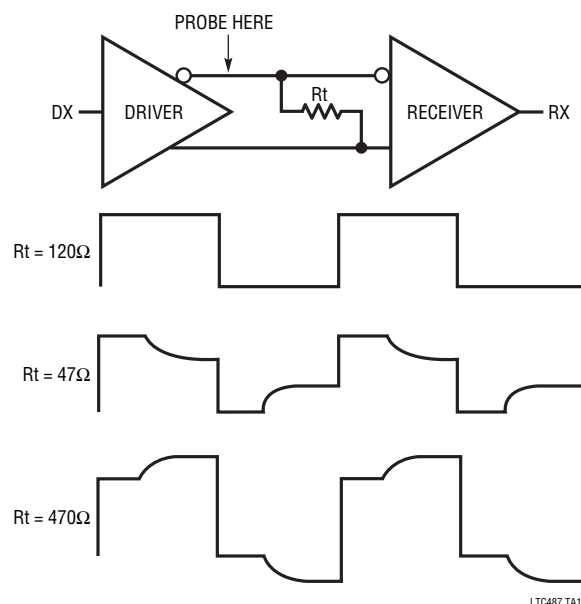 PROBE HERE
DX DRIVER Rt RECEIVER RX
Rt = 120Ω
Rt = 47Ω
Rt = 470Ω
LTC487 TA1